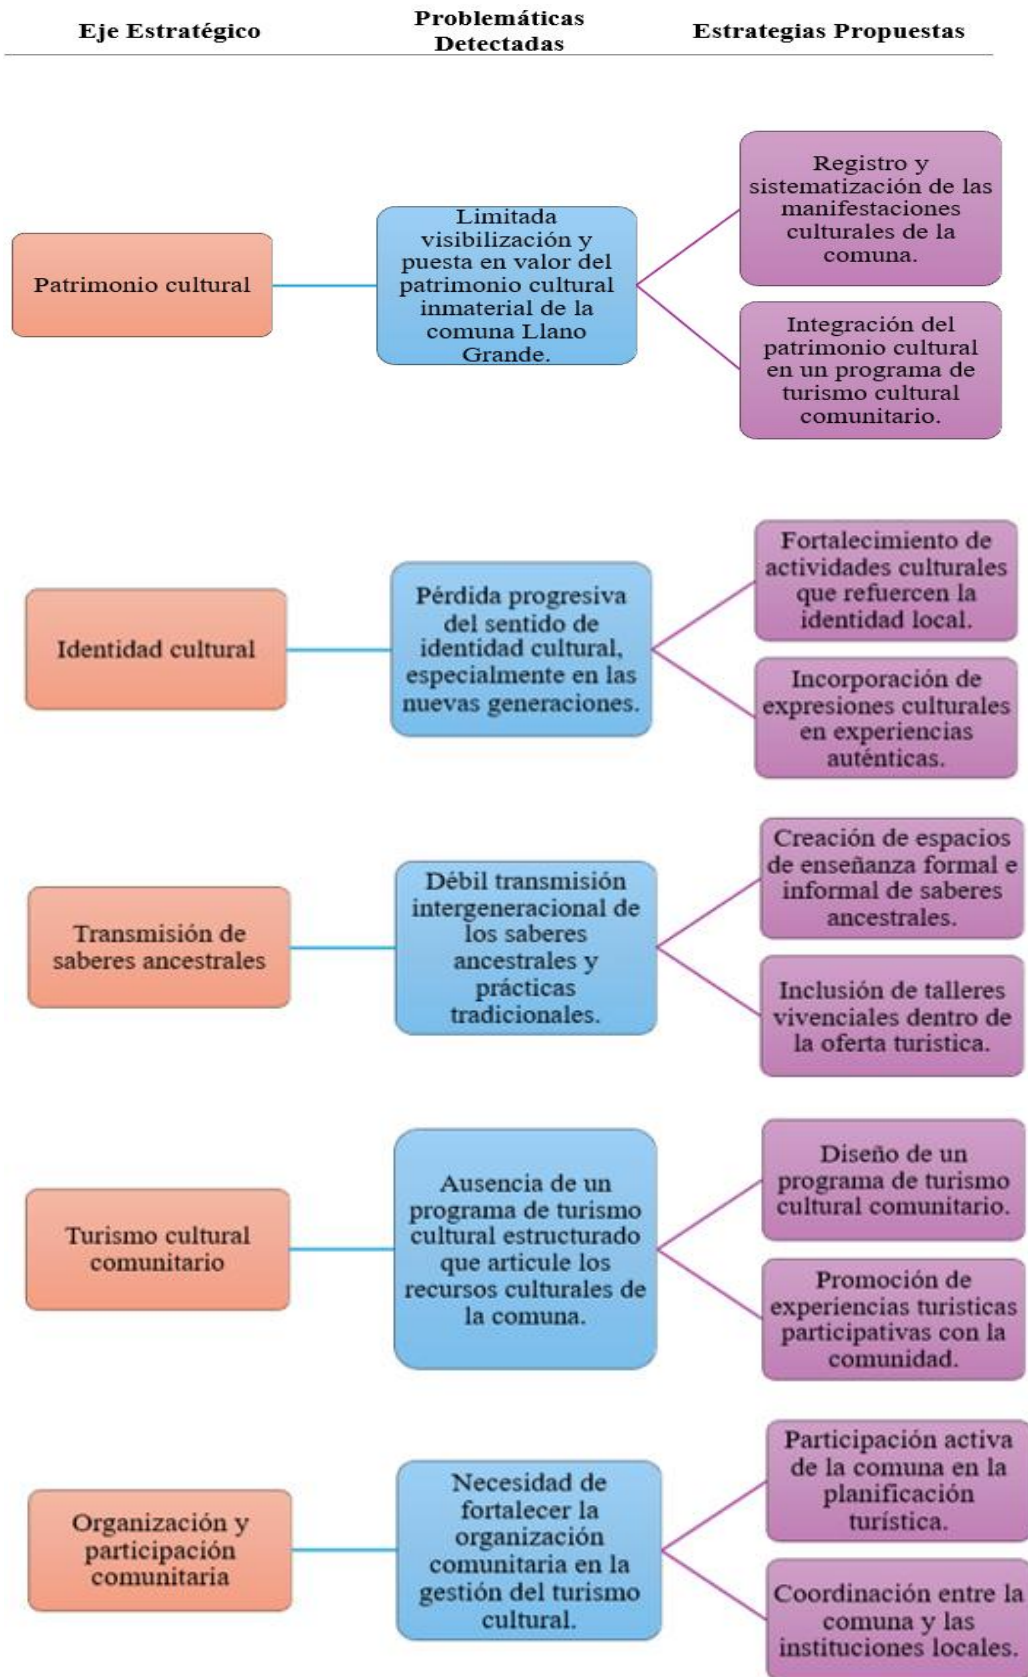 Eje Estratégico
Problemáticas
Detectadas
Estrategias Propuestas
Patrimonio cultural
Limitada
visibilización y
puesta en valor del
patrimonio cultural
inmaterial de la
comuna Llano
Grande.
Registro y
sistematización de las
manifestaciones
culturales de la
comuna.
Integración del
patrimonio cultural
en un programa de
turismo cultural
comunitario.
Identidad cultural
Pérdida progresiva
del sentido de
identidad cultural,
especialmente en las
nuevas generaciones.
Fortalecimiento de
actividades culturales
que refuercen la
identidad local.
Incorporación de
expresiones culturales
en experiencias
auténticas.
Transmisión de
saberes ancestrales
Débil transmisión
intergeneracional de
los saberes
ancestrales y
prácticas
tradicionales.
Creación de espacios
de enseñanza formal e
informal de saberes
ancestrales.
Inclusión de talleres
vivenciales dentro de
la oferta turistica.
Turismo cultural
comunitario
Ausencia de un
programa de turismo
cultural estructurado
que articule los
recursos culturales de
la comuna.
Diseño de un
programa de turismo
cultural comunitario.
Promoción de
experiencias turisticas
participativas con la
comunidad.
Organización y
participación
comunitaria
Necesidad de
fortalecer la
organización
comunitaria en la
gestión del turismo
cultural.
Participación activa
de la comuna en la
planificación
turística.
Coordinación entre la
comuna y las
instituciones locales.